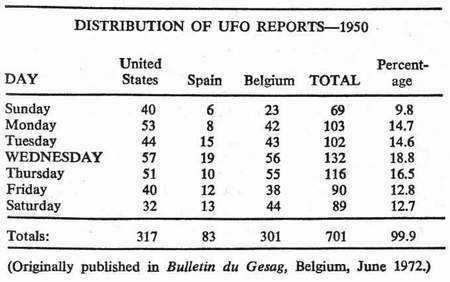 DISTRIBUTION OF UFO REPORTS—1950
United Percent-
DAY States Spain Belgium TOTAL age
Sunday 40 6 23 69 9.8
Monday 53 8 42 103 14.7
Tuesday 44 15 43 102 14.6
WEDNESDAY 57 19 56 132 18.8
Thursday 51 10 55 116 16.5
Friday 40 12 38 90 12.8
Saturday 32 13 44 89 12.7
Totals: 317 83 301 701 99.9
(Originally published in Bulletin du Gesag, Belgium, June 1972.)